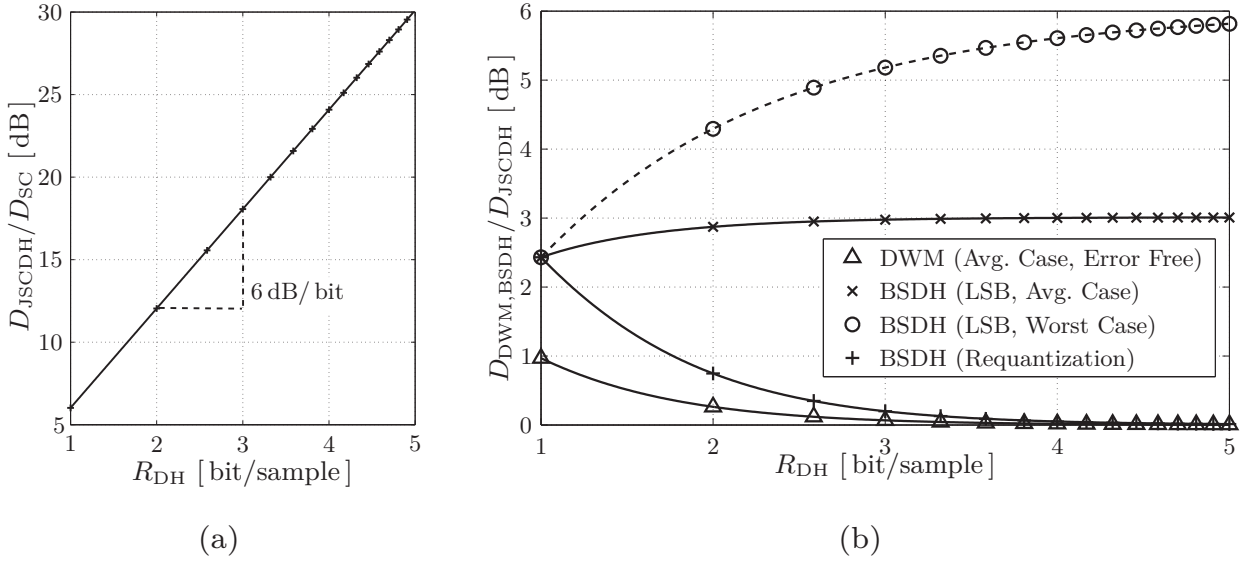 30
25
20
15
10
5
1
2
3
4
5
D_JSCDH/D_SC [dB]
6 dB/bit
R_DH [bit/sample]
(a)
6
5
4
3
2
1
0
1
2
3
4
5
D_DWM,BSDH/D_JSCDH [dB]
DWM (Avg. Case, Error Free)
BSDH (LSB, Avg. Case)
BSDH (LSB, Worst Case)
BSDH (Requantization)
R_DH [bit/sample]
(b)